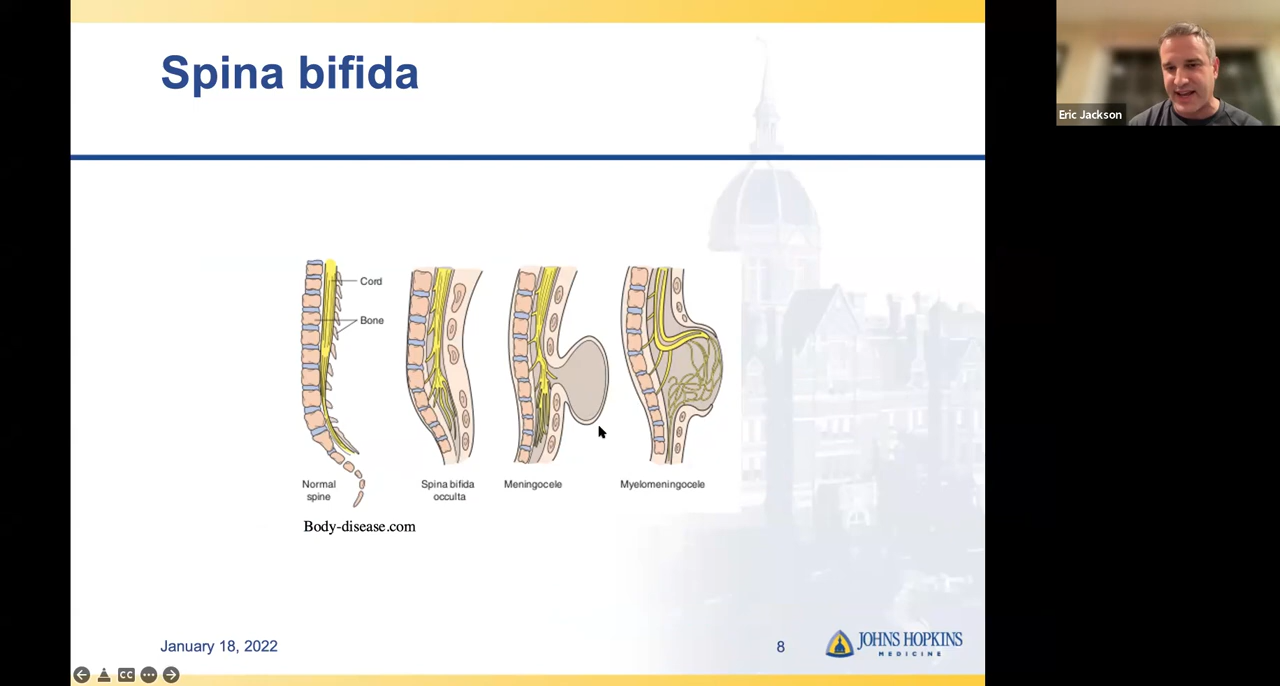 Spina bifida
Eric Jackson
Cord
Bone
Normal
spine
Spina bifida
occulta
Meningocele
Myelomeningocele
Body-disease.com
January 18, 2022
8
JOHNS HOPKINS
MEDICINE
CC